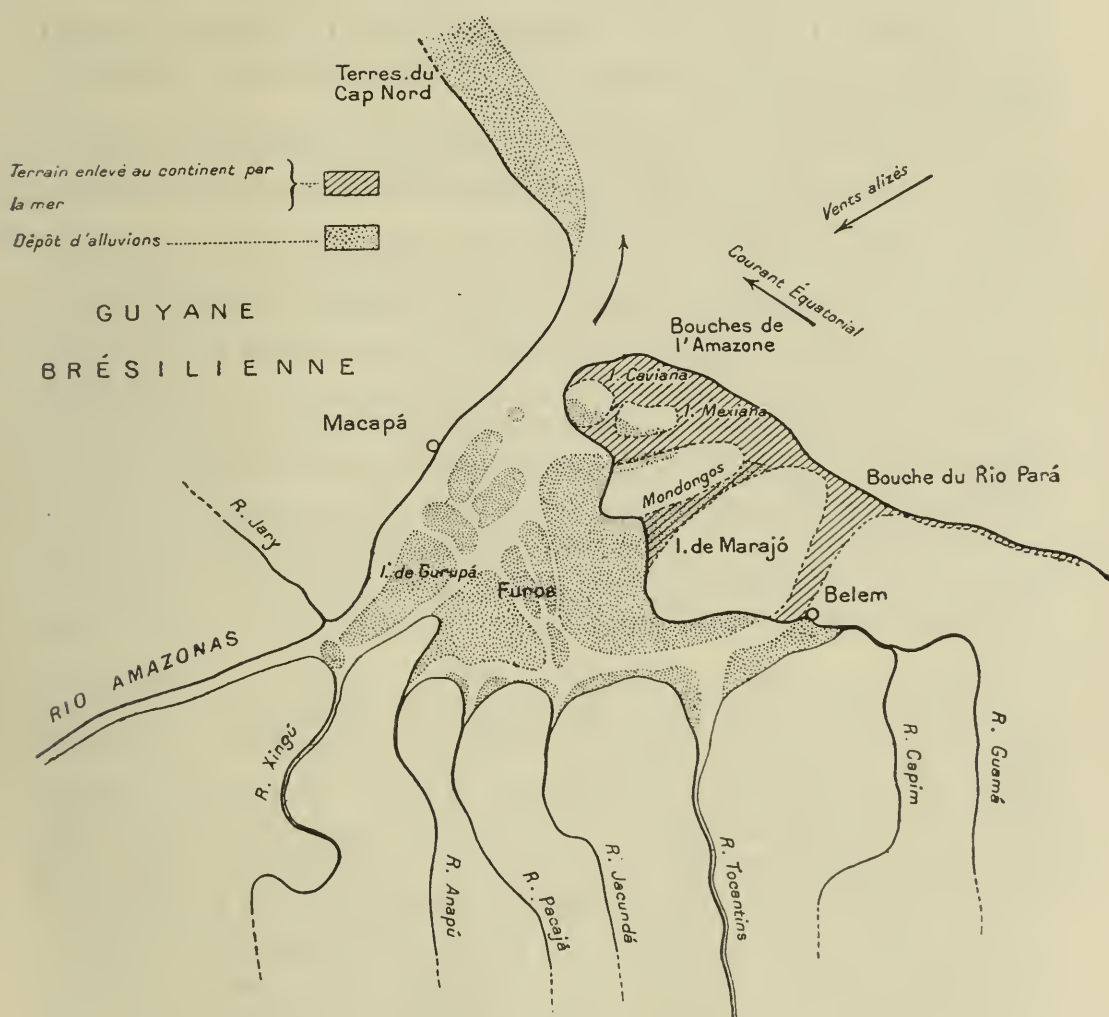 Terres.du
Cap Nord
Terrain enlevé au continent par
la mer
Dépôt d'alluvions
Vents alizés
Courant Équatorial
GUYANE
BRÉSILIENNE
Bouches de
l'Amazone
I. Caviana
I. Mexiana
Macapá
Mondongos
Bouche du Rio Pará
R. Jary
I. de Marajó
I. de Gurupá
Furos
Belem
RIO AMAZONAS
R. Xingú
R. Anapú
R. Pacajá
R. Jacundá
R. Tocantins
R. Capim
R. Guamá